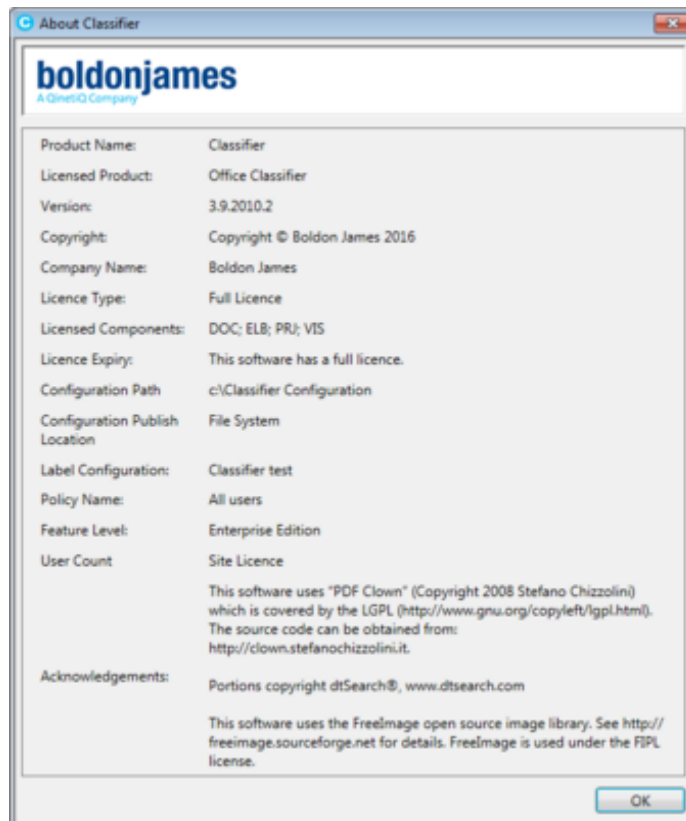 About Classifier
boldonjames
A QinetiQ Company
Product Name: Classifier
Licensed Product: Office Classifier
Version: 3.9.2010.2
Copyright: Copyright © Boldon James 2016
Company Name: Boldon James
Licence Type: Full Licence
Licensed Components: DOC; ELB; PRJ; VIS
Licence Expiry: This software has a full licence.
Configuration Path c:\Classifier Configuration
Configuration Publish Location File System
Label Configuration: Classifier test
Policy Name: All users
Feature Level: Enterprise Edition
User Count Site Licence
Acknowledgements:
This software uses "PDF Clown" (Copyright 2008 Stefano Chizzolini)
which is covered by the LGPL (http://www.gnu.org/copyleft/lgpl.html).
The source code can be obtained from:
http://clown.stefanochizzolini.it.
Portions copyright dtSearch®, www.dtsearch.com
This software uses the FreeImage open source image library. See http://
freeimage.sourceforge.net for details. FreeImage is used under the FIPL
license.
OK